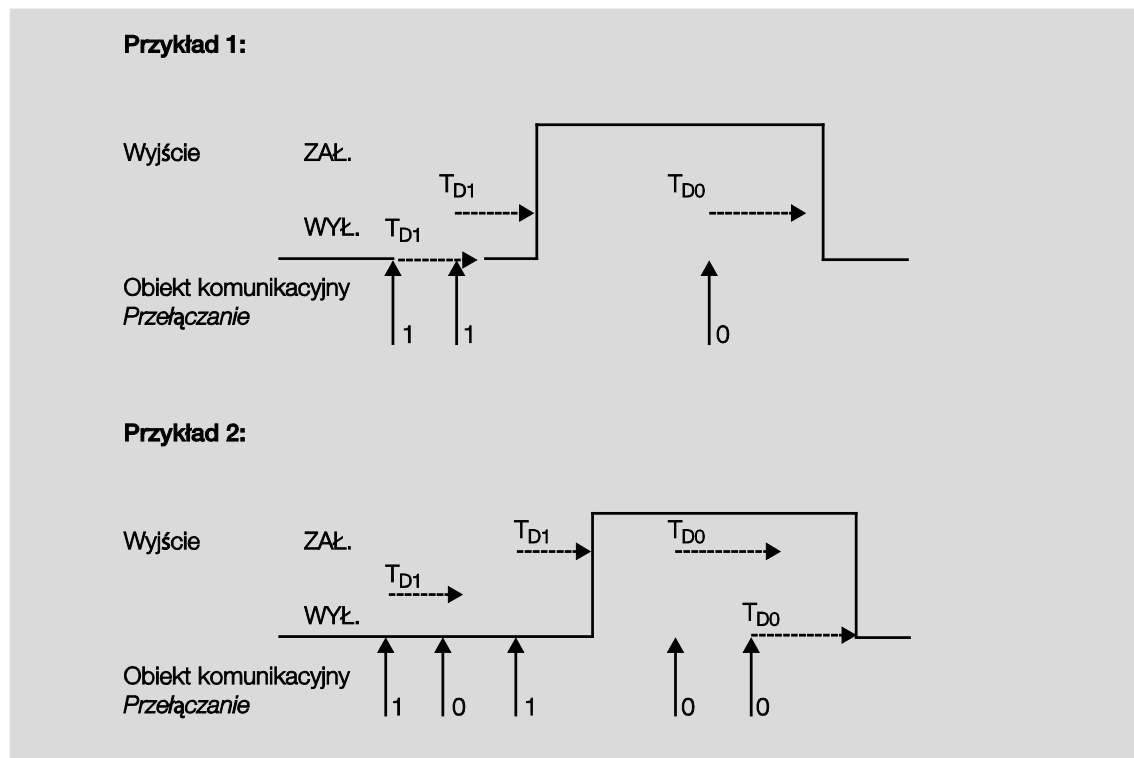 Przykład 1:
Wyjście ZAŁ.
T_D1 T_D0
WYŁ. T_D1
Obiekt komunikacyjny
Przełączanie
1 1 0
Przykład 2:
Wyjście ZAŁ. T_D1 T_D0
T_D1
WYŁ. T_D0
Obiekt komunikacyjny
Przełączanie 1 0 1 0 0